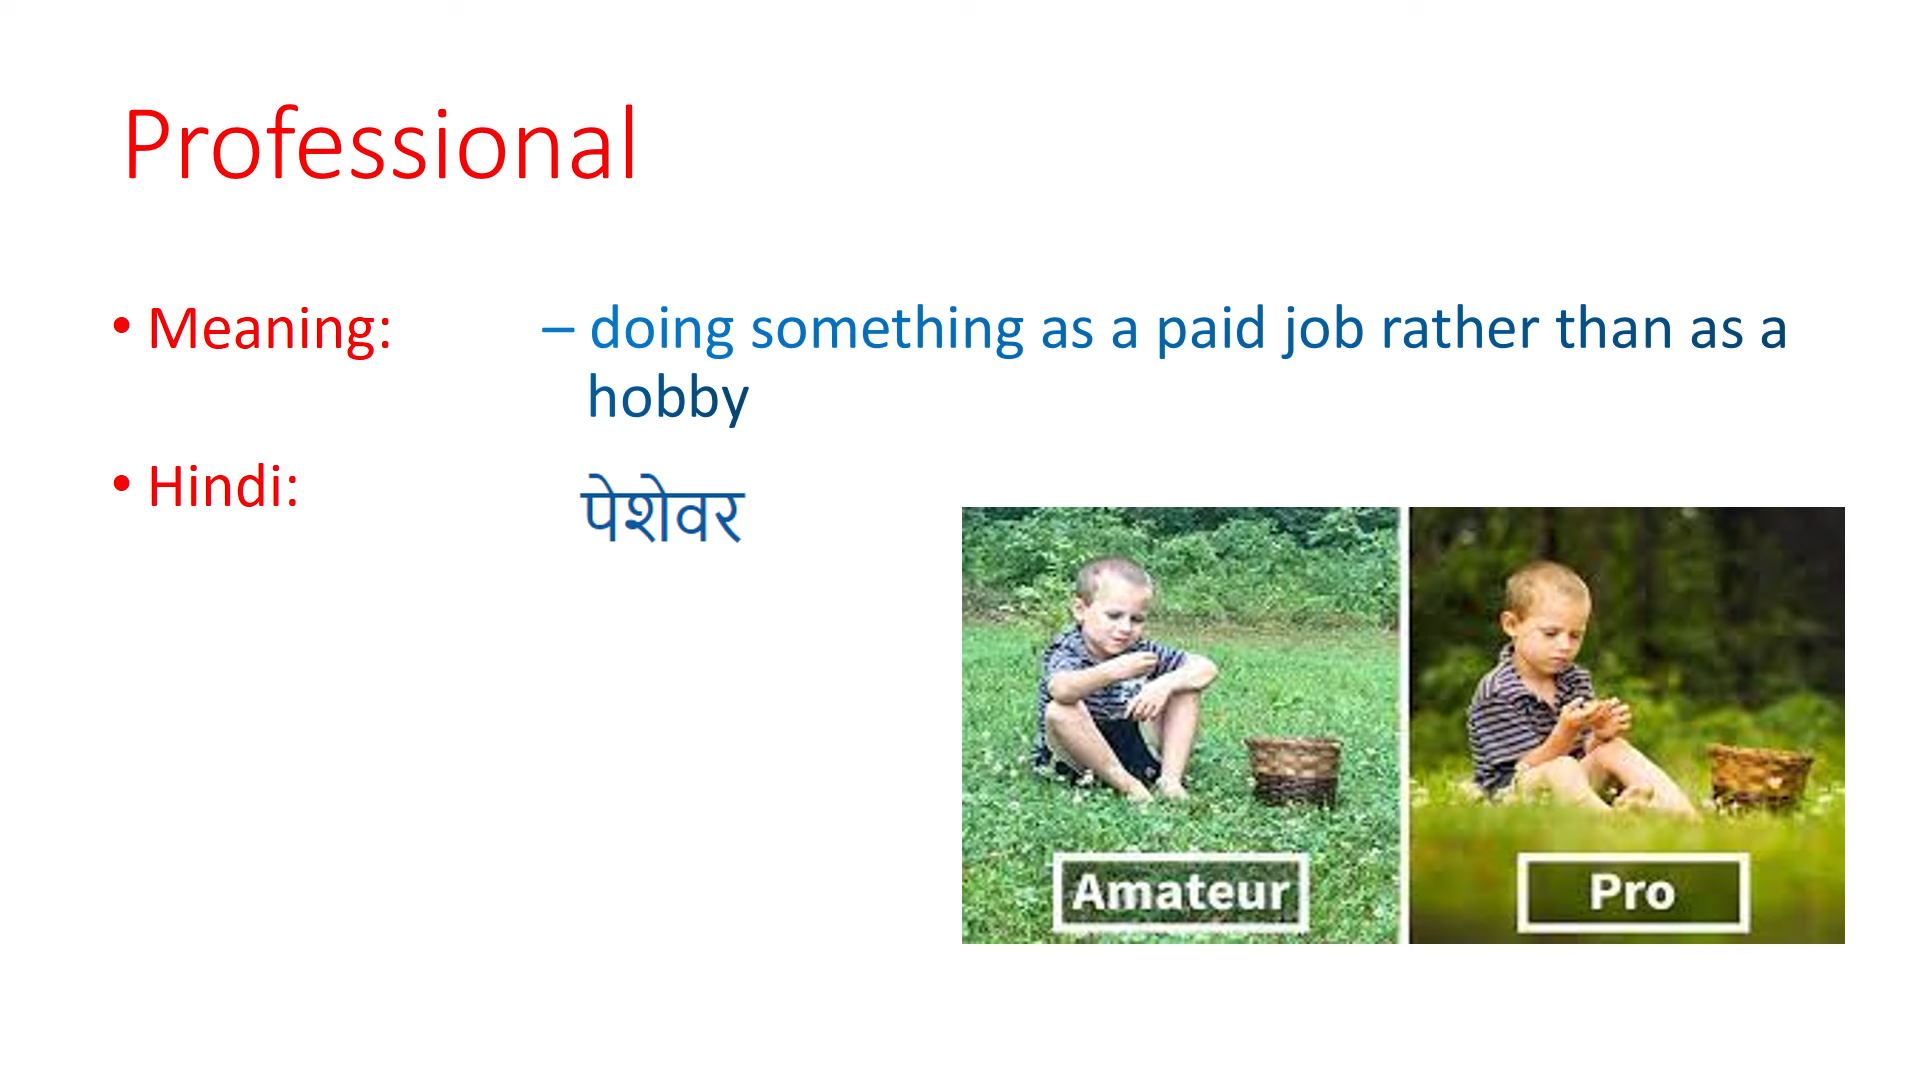 Professional
• Meaning: – doing something as a paid job rather than as a
hobby
• Hindi: पेशेवर
Amateur
Pro